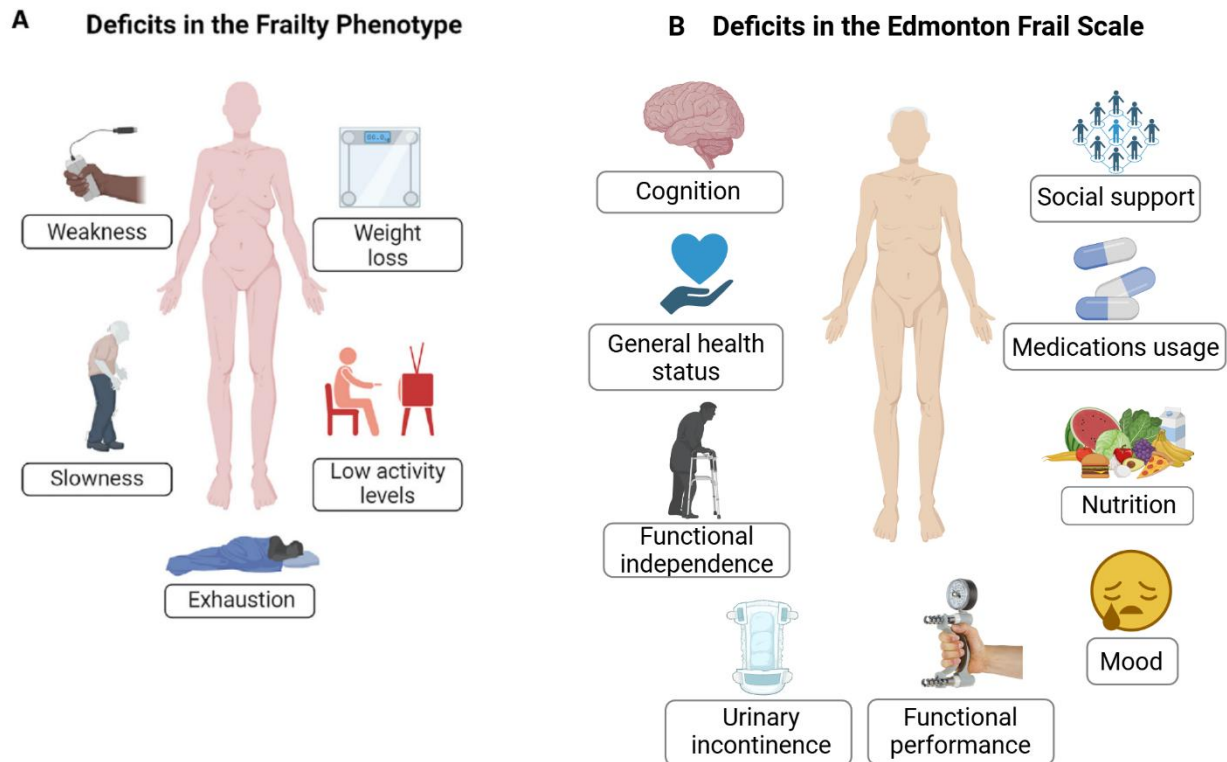 A
Deficits in the Frailty Phenotype
Weakness
Weight
loss
Slowness
Low activity
levels
Exhaustion
B
Deficits in the Edmonton Frail Scale
Cognition
Social support
General health
status
Medications usage
Functional
independence
Nutrition
Mood
Urinary
incontinence
Functional
performance